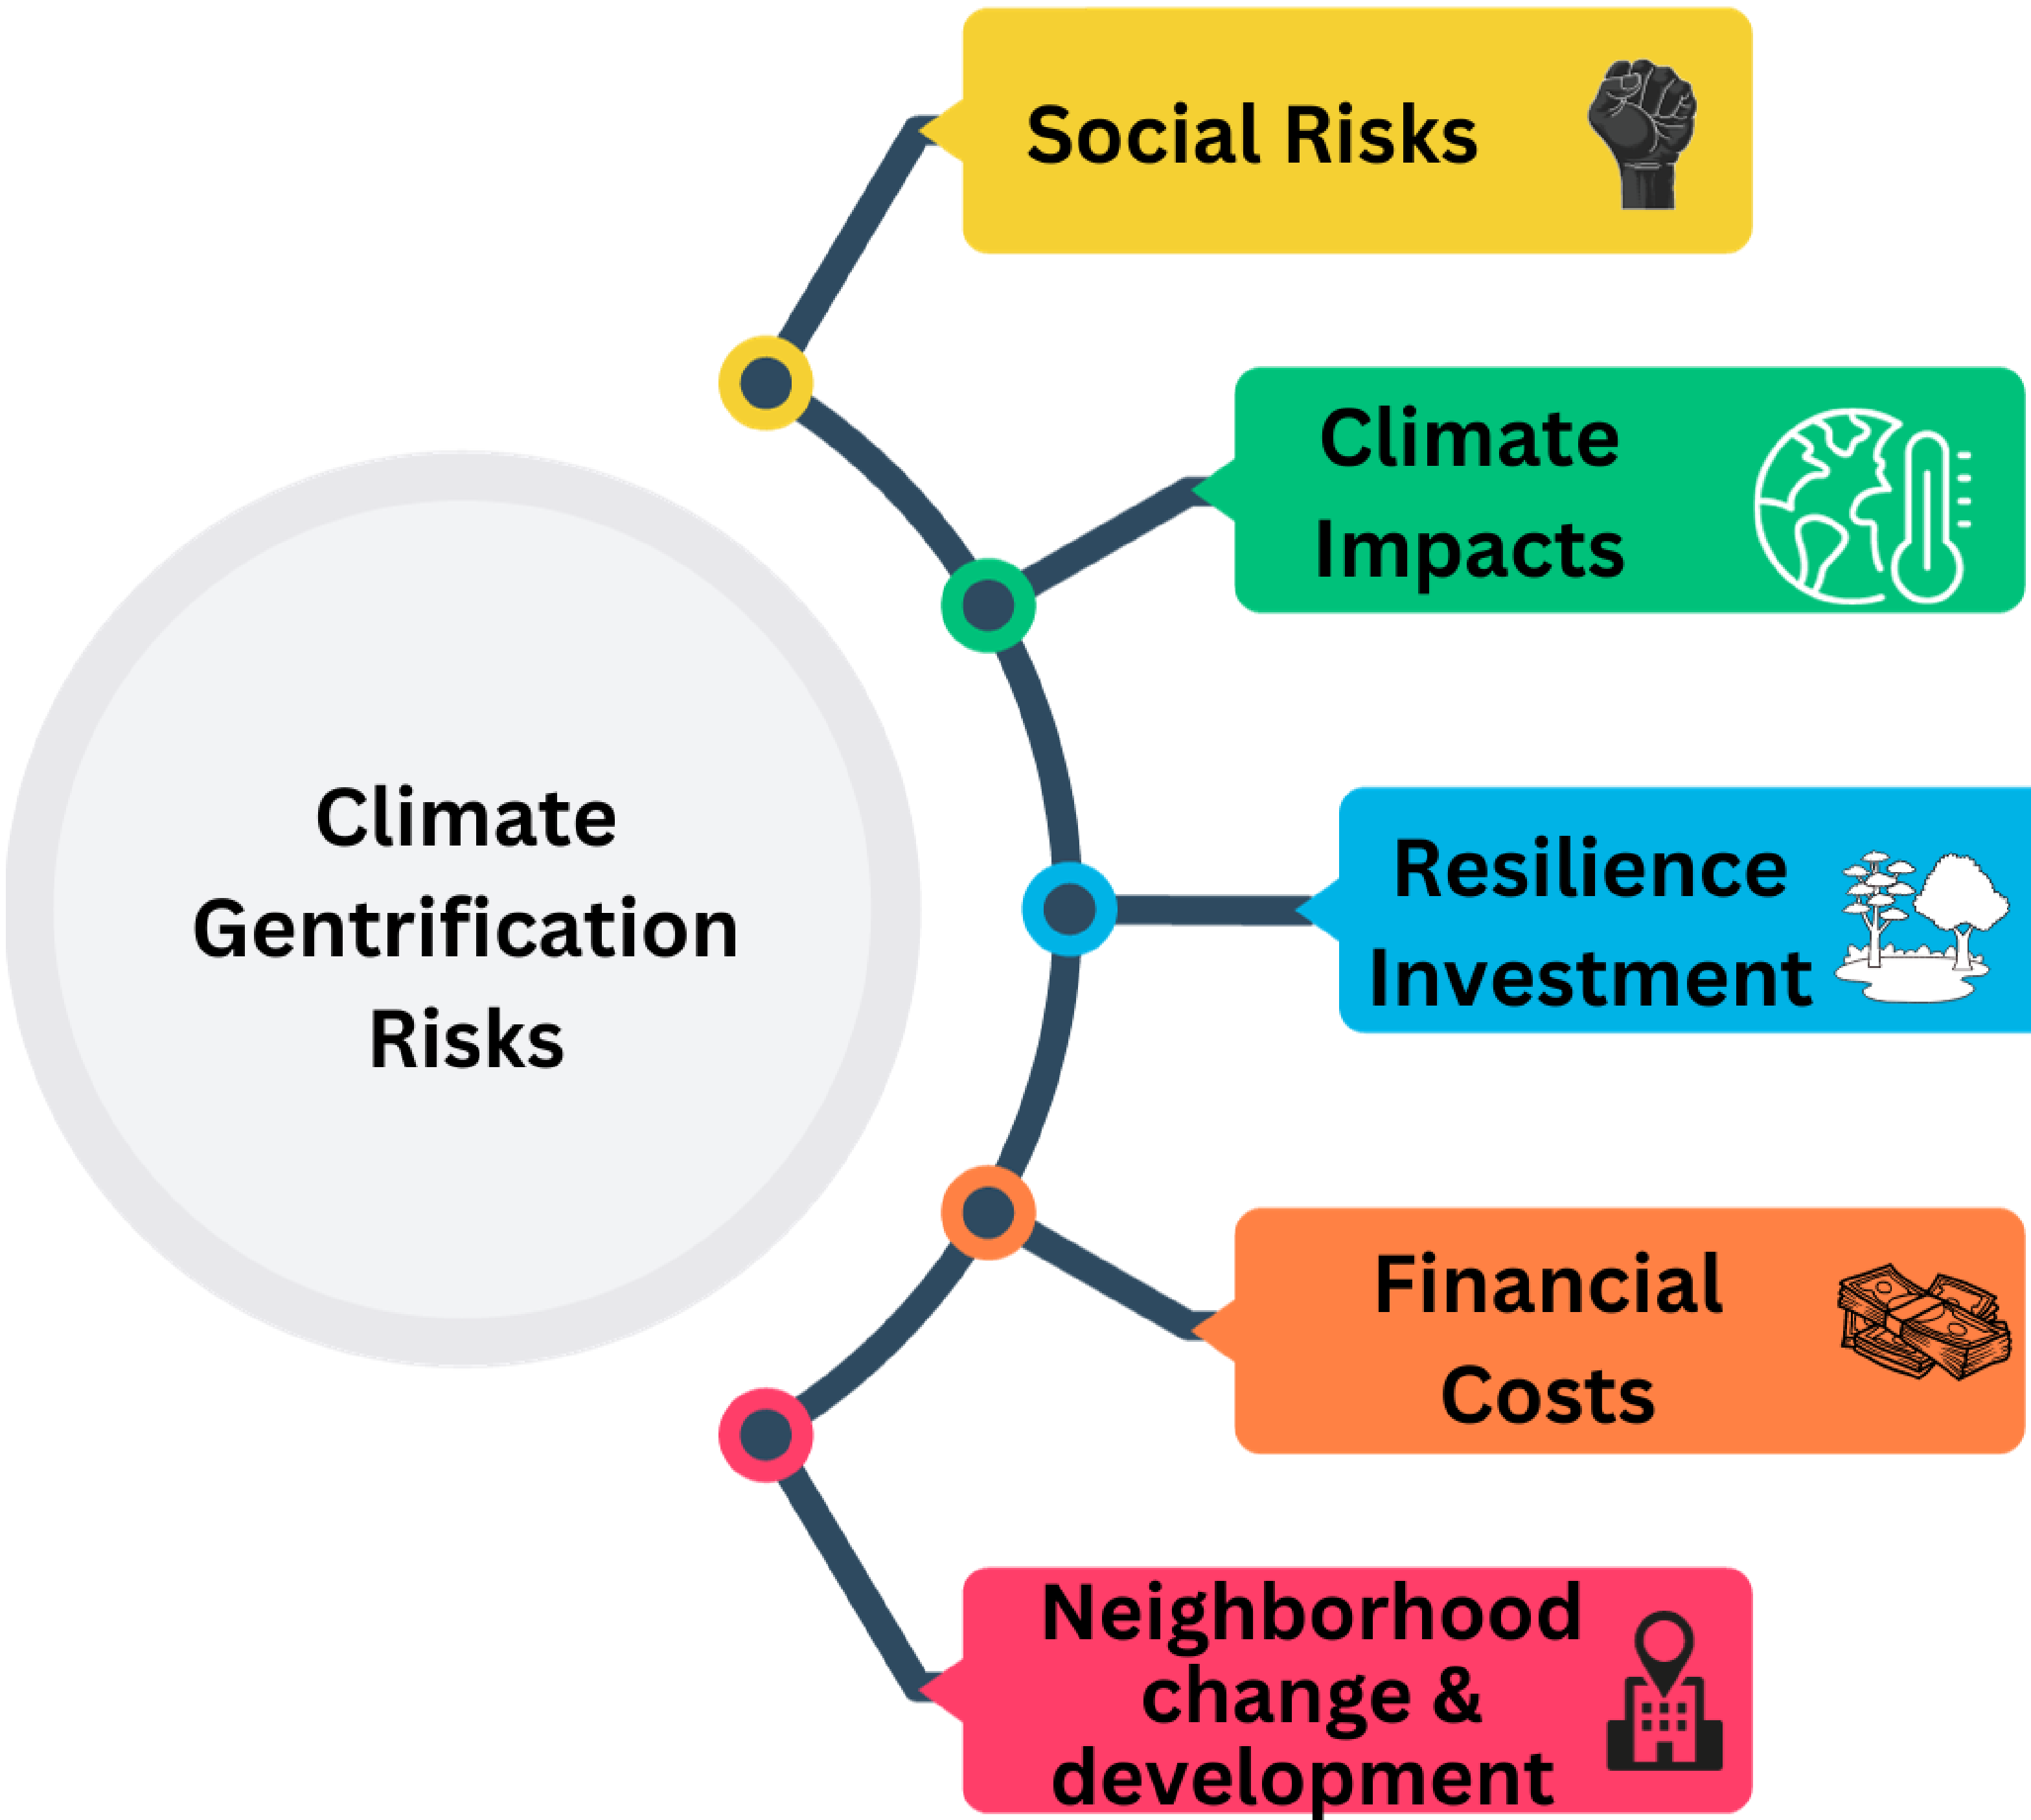 Social Risks
Climate
Impacts
Climate
Gentrification
Risks
Resilience
Investment
Financial
Costs
Neighborhood
change &
development